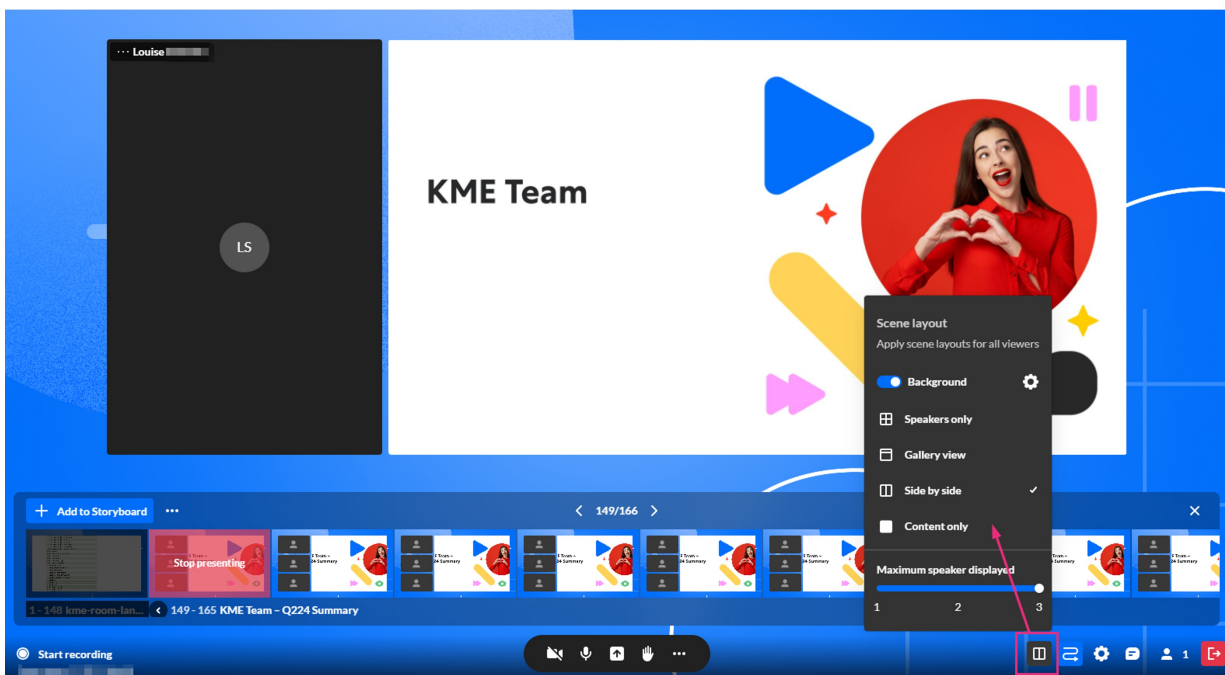 ··· Louise
LS
KME Team
Scene layout
Apply scene layouts for all viewers
Background
Speakers only
Gallery view
Side by side
Content only
Maximum speaker displayed
1 2 3
+ Add to Storyboard ···
< 149/166 >
Stop presenting
1 - 148 kme-room-lan... 149 - 165 KME Team – Q224 Summary
Start recording
1